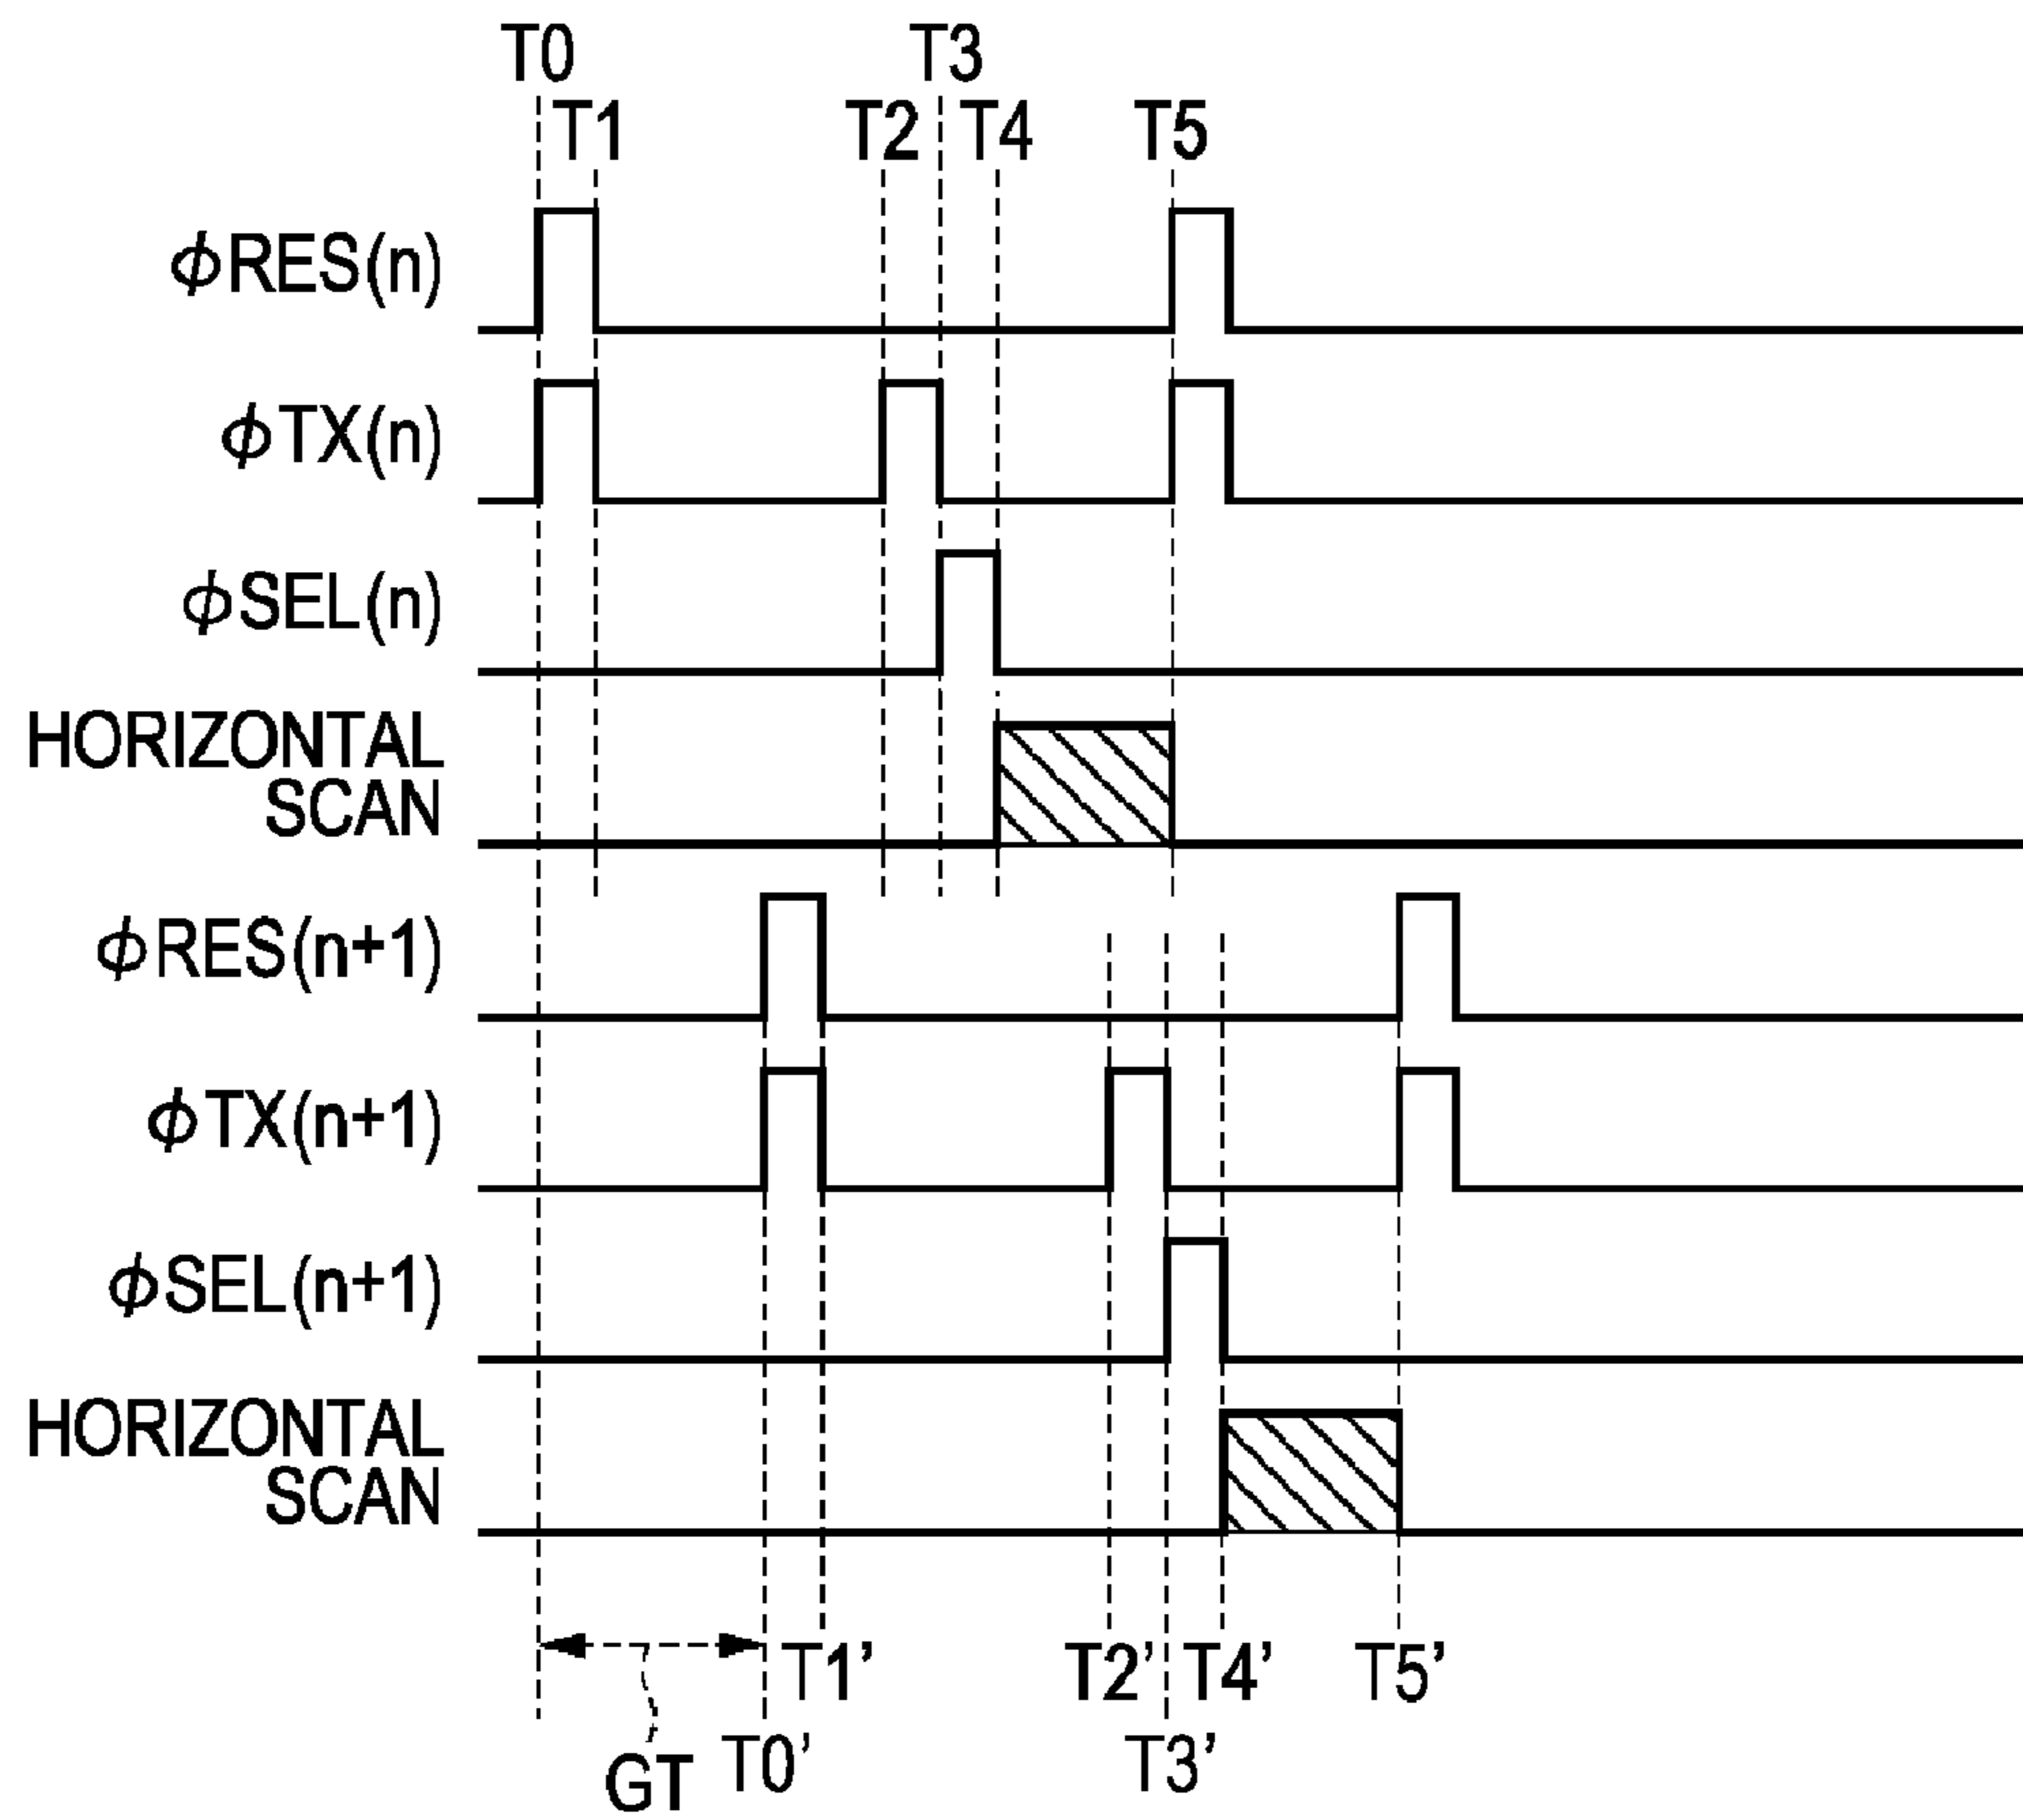 T0 T3
T1 T2 T4 T5
ϕRES(n)
ϕTX(n)
ϕSEL(n)
HORIZONTAL
SCAN
ϕRES(n+1)
ϕTX(n+1)
ϕSEL(n+1)
HORIZONTAL
SCAN
T1’ T2’ T4’ T5’
GT T0’ T3’